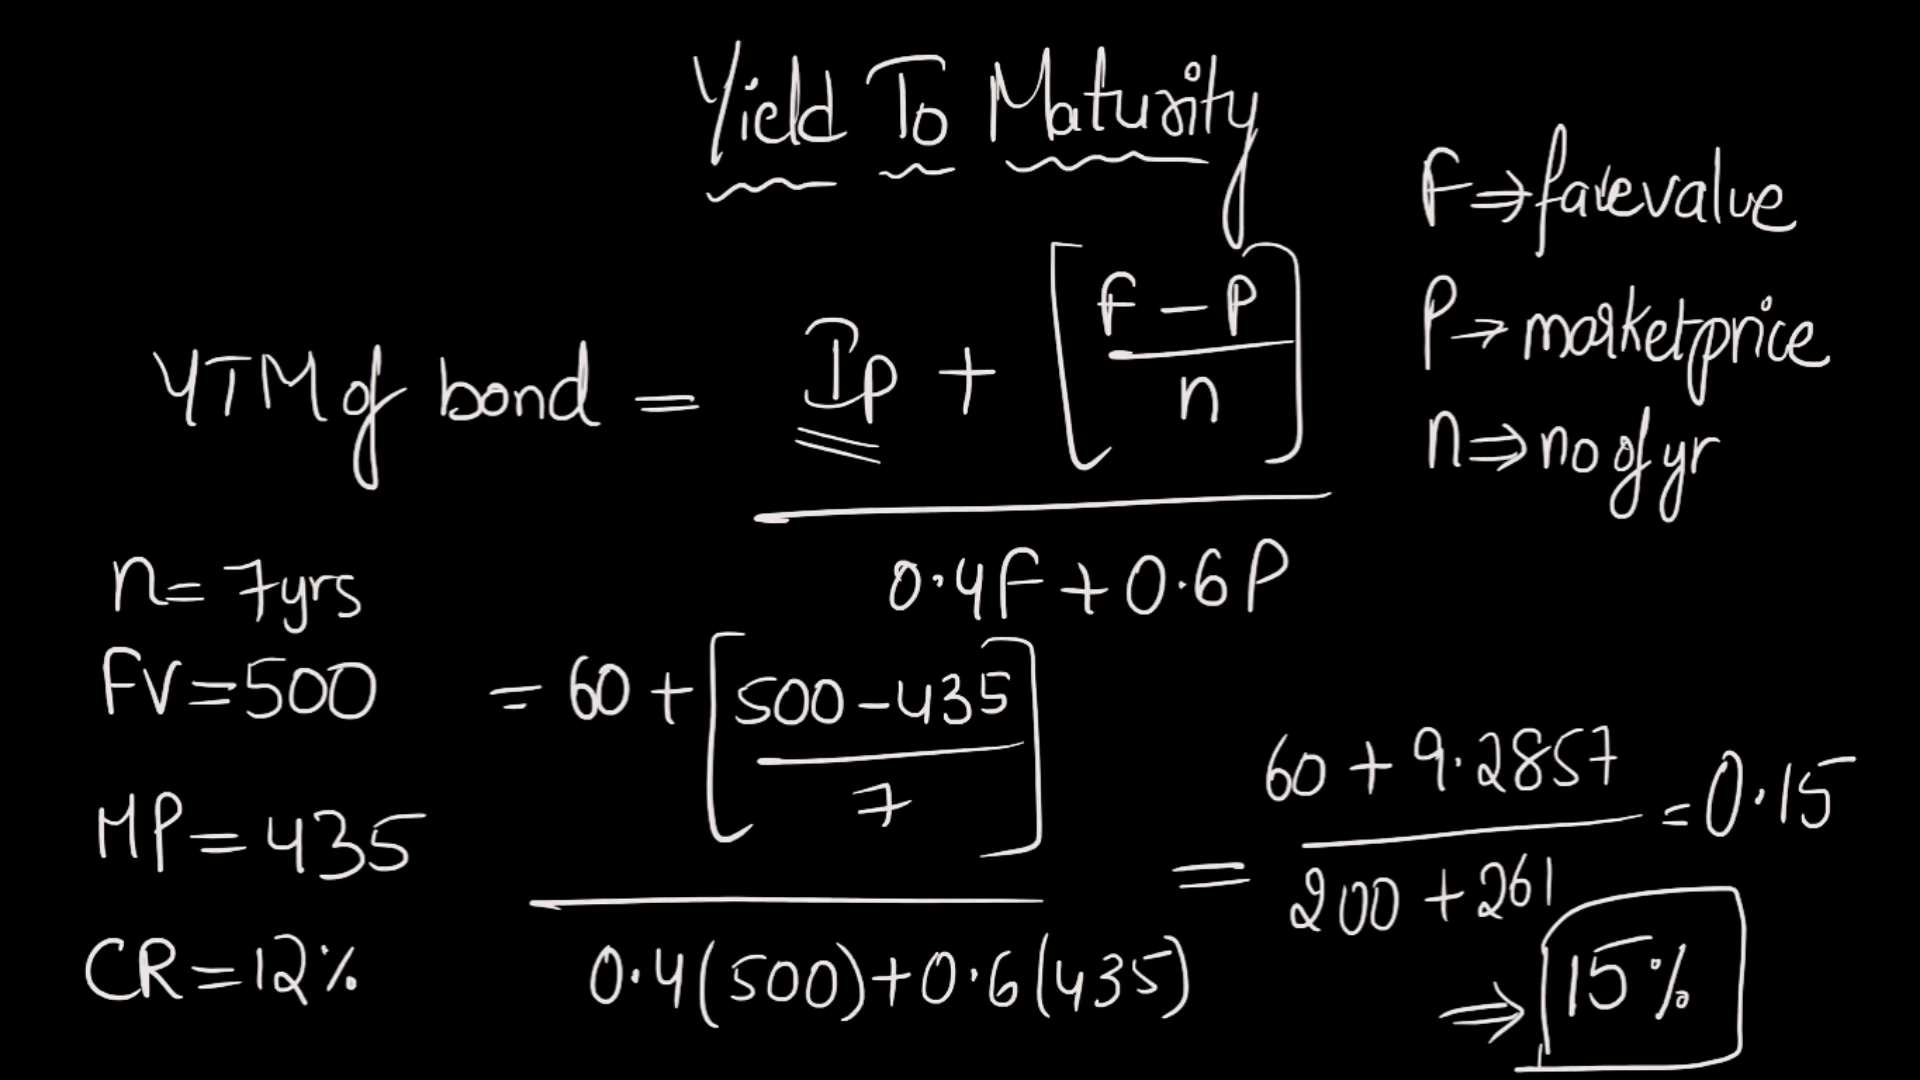 Yield To Maturity
F ⇒ facevalue
P → marketprice
n ⇒ no of yr
YTM of bond = Ip + [F - P / n] / 0.4F + 0.6P
n = 7yrs
FV = 500
MP = 435
CR = 12%
= 60 + [500 - 435 / 7] / 0.4(500) + 0.6(435)
= 60 + 9.2857 / 200 + 261 = 0.15
⇒ 15%